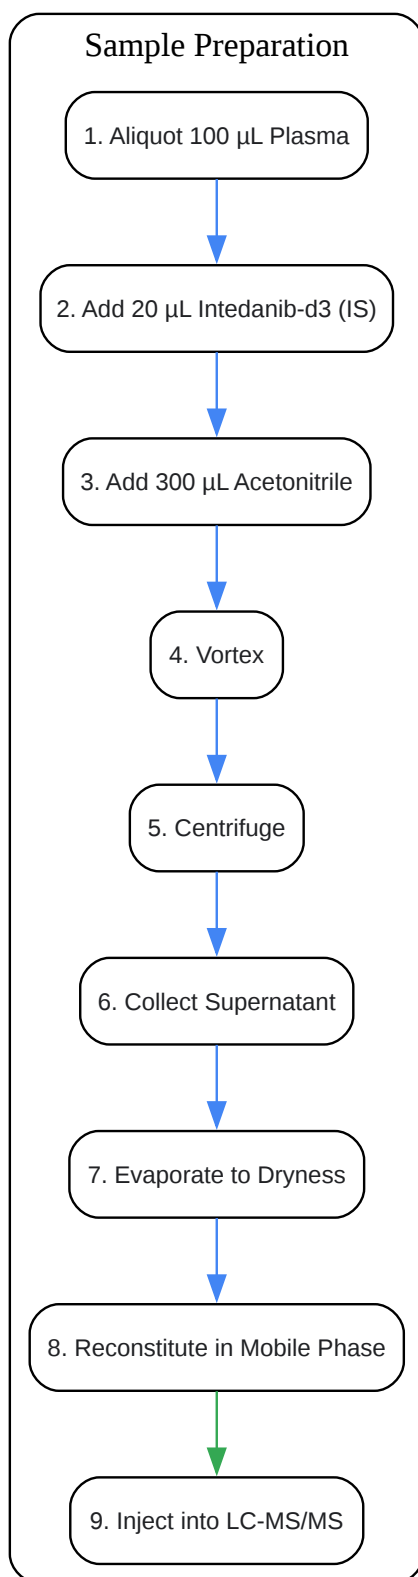 Sample Preparation
1. Aliquot 100 µL Plasma
2. Add 20 µL Intedanib-d3 (IS)
3. Add 300 µL Acetonitrile
4. Vortex
5. Centrifuge
6. Collect Supernatant
7. Evaporate to Dryness
8. Reconstitute in Mobile Phase
9. Inject into LC-MS/MS